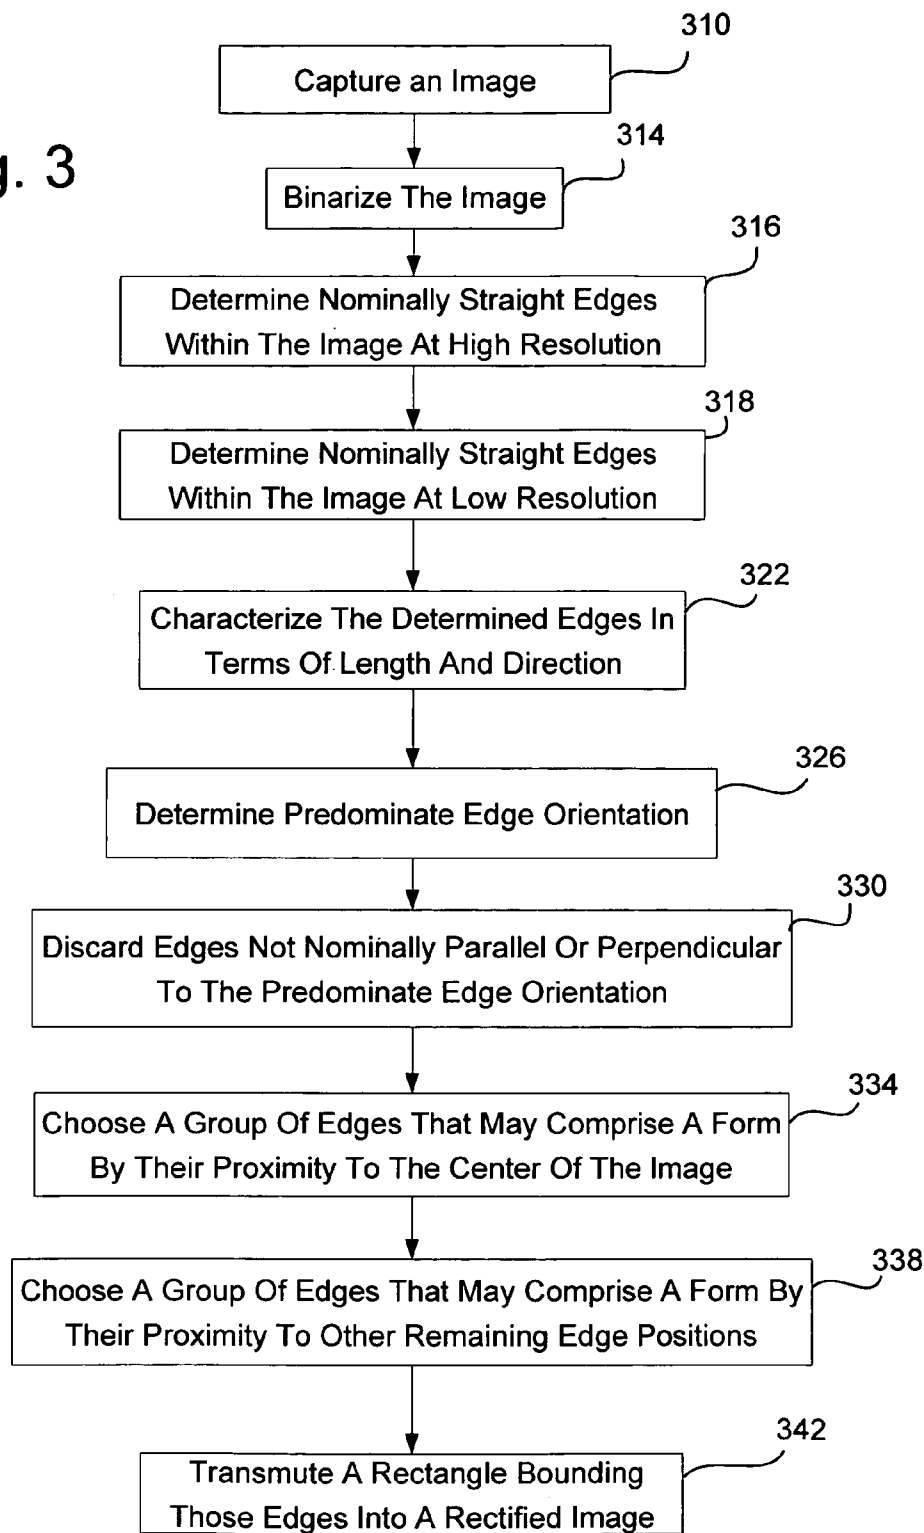 310
Capture an Image
g. 3
314
Binarize The Image
316
Determine Nominally Straight Edges
Within The Image At High Resolution
318
Determine Nominally Straight Edges
Within The Image At Low Resolution
322
Characterize The Determined Edges In
Terms Of Length And Direction
326
Determine Predominate Edge Orientation
330
Discard Edges Not Nominally Parallel Or Perpendicular
To The Predominate Edge Orientation
334
Choose A Group Of Edges That May Comprise A Form
By Their Proximity To The Center Of The Image
338
Choose A Group Of Edges That May Comprise A Form By
Their Proximity To Other Remaining Edge Positions
342
Transmute A Rectangle Bounding
Those Edges Into A Rectified Image